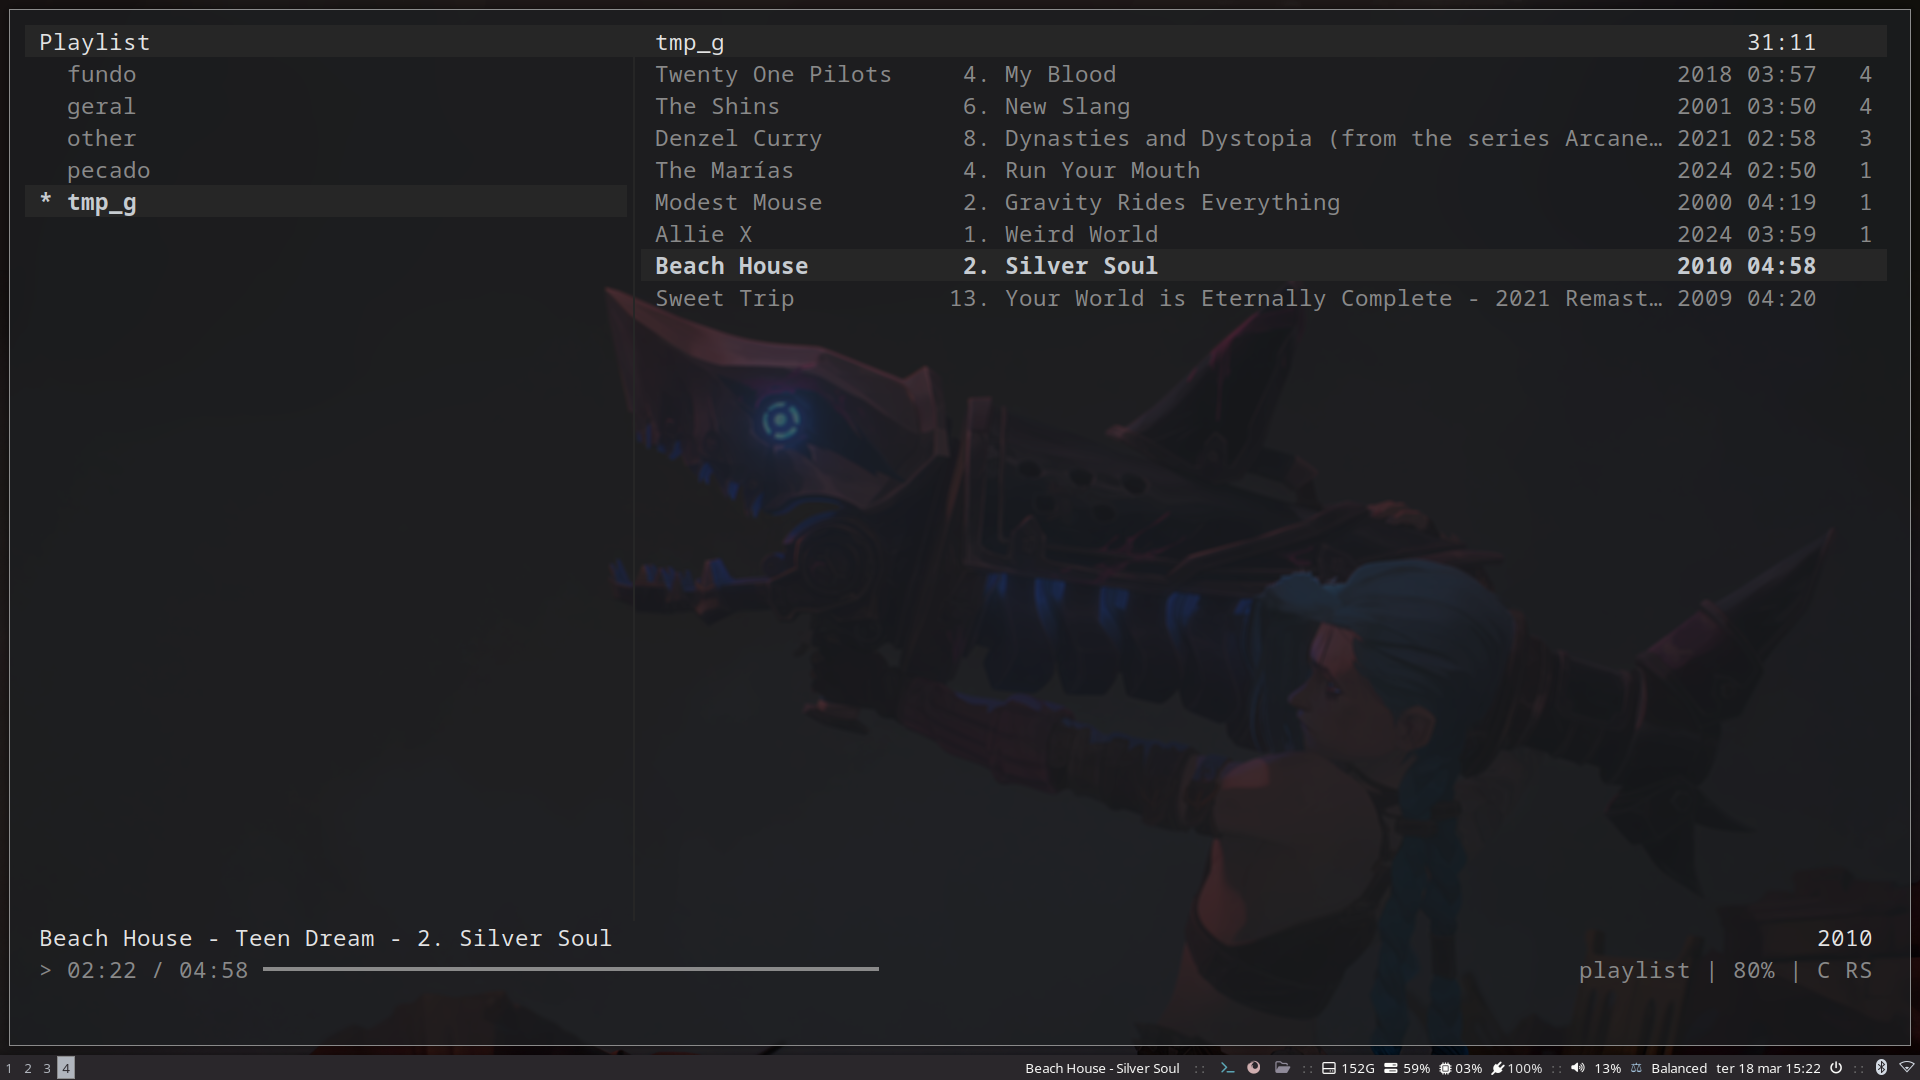 Playlist tmp_g 31:11
fundo Twenty One Pilots 4. My Blood 2018 03:57 4
geral The Shins 6. New Slang 2001 03:50 4
other Denzel Curry 8. Dynasties and Dystopia (from the series Arcane… 2021 02:58 3
pecado The Marías 4. Run Your Mouth 2024 02:50 1
* tmp_g Modest Mouse 2. Gravity Rides Everything 2000 04:19 1
Allie X 1. Weird World 2024 03:59 1
Beach House 2. Silver Soul 2010 04:58
Sweet Trip 13. Your World is Eternally Complete - 2021 Remast… 2009 04:20
Beach House - Teen Dream - 2. Silver Soul 2010
> 02:22 / 04:58 playlist | 80% | C RS
1 2 3 4 Beach House - Silver Soul :: :: 152G 59% 03% 100% :: 13% Balanced ter 18 mar 15:22 ::